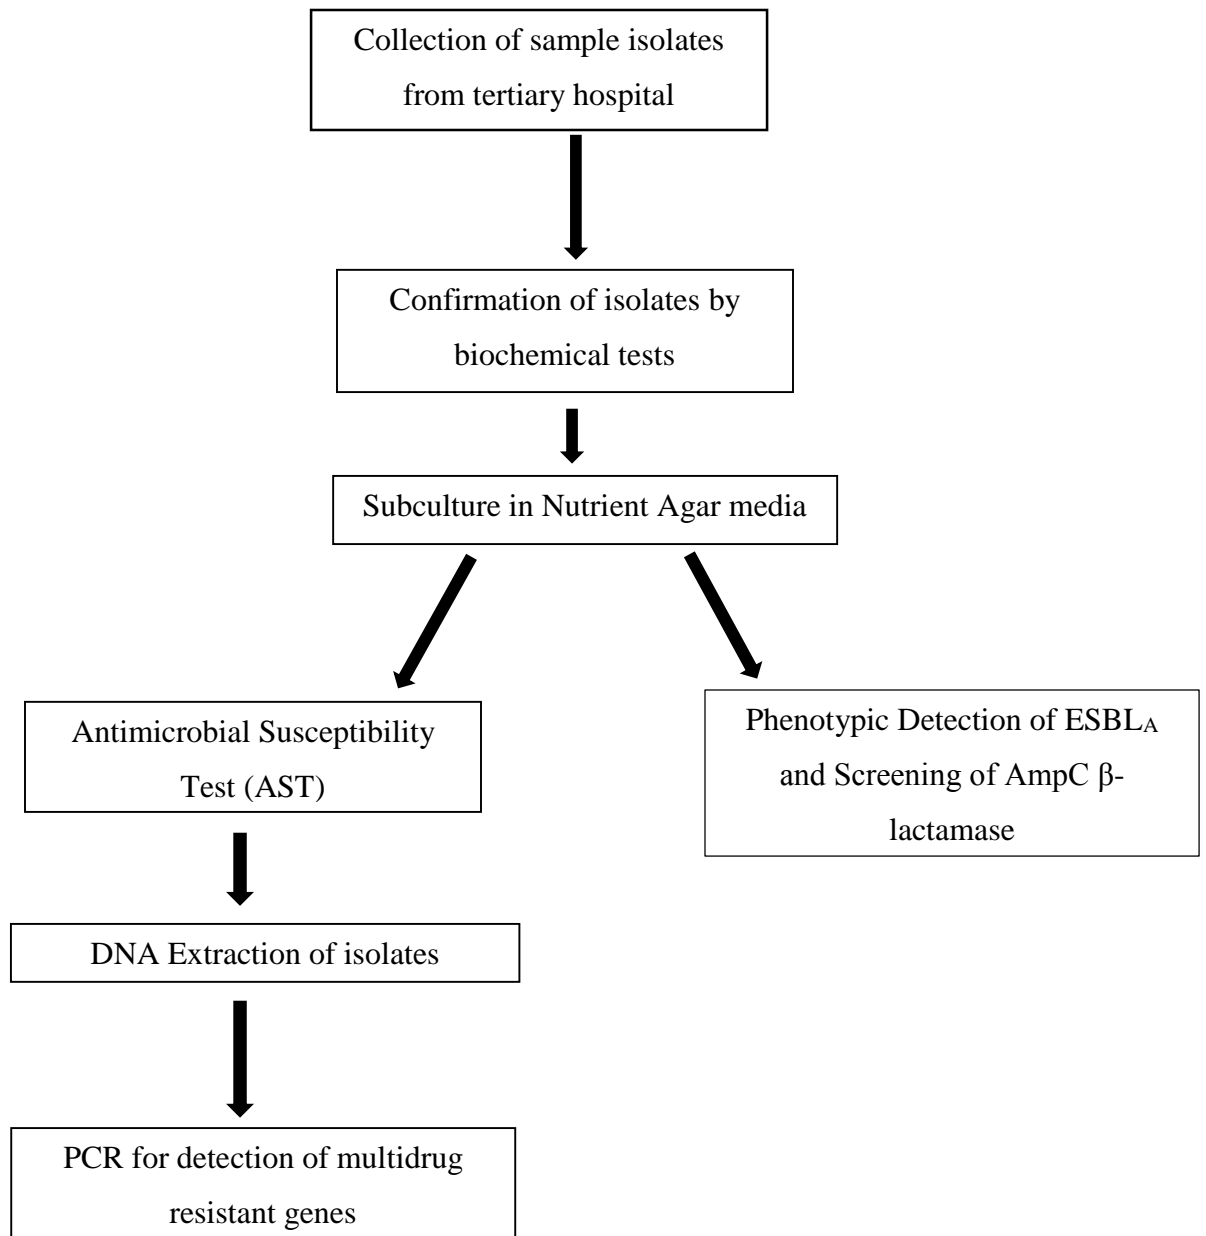 Collection of sample isolates
from tertiary hospital
Confirmation of isolates by
biochemical tests
Subculture in Nutrient Agar media
Antimicrobial Susceptibility
Test (AST)
Phenotypic Detection of ESBLA
and Screening of AmpC β-
lactamase
DNA Extraction of isolates
PCR for detection of multidrug
resistant genes